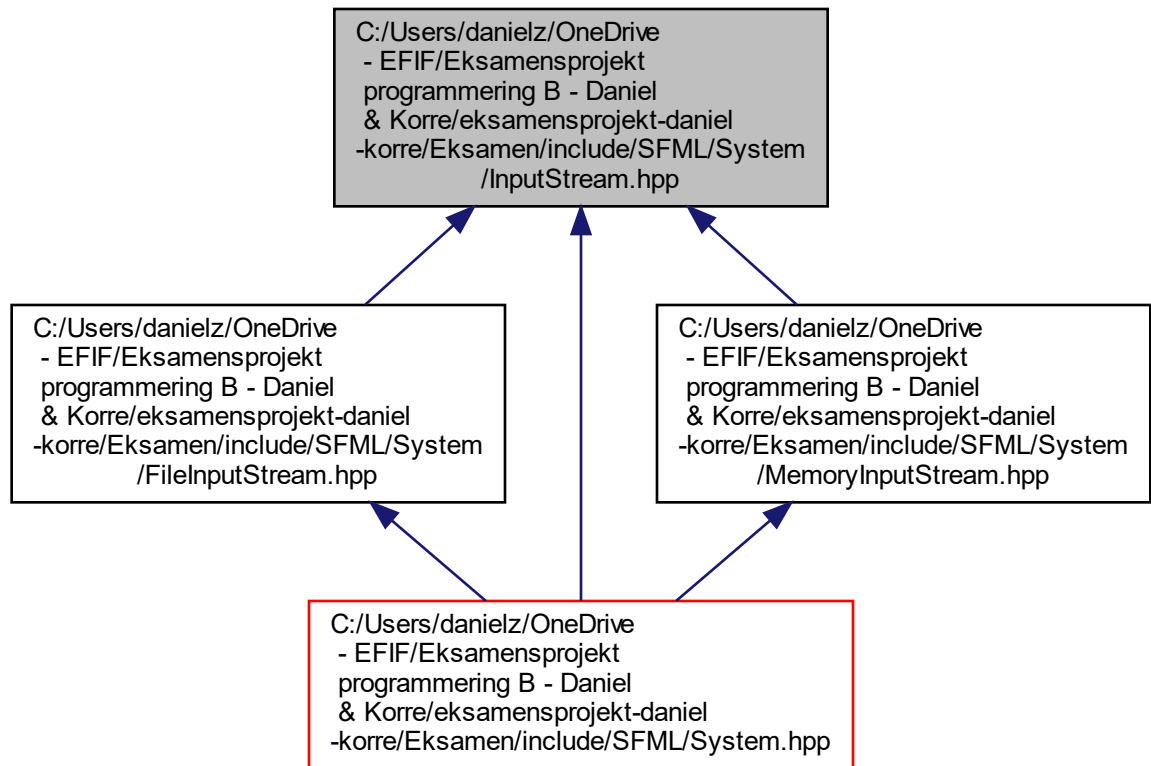 C:/Users/danielz/OneDrive
- EFIF/Eksamensprojekt
programmering B - Daniel
& Korre/eksamensprojekt-daniel
-korre/Eksamen/include/SFML/System
/InputStream.hpp
C:/Users/danielz/OneDrive
- EFIF/Eksamensprojekt
programmering B - Daniel
& Korre/eksamensprojekt-daniel
-korre/Eksamen/include/SFML/System
/FileInputStream.hpp
C:/Users/danielz/OneDrive
- EFIF/Eksamensprojekt
programmering B - Daniel
& Korre/eksamensprojekt-daniel
-korre/Eksamen/include/SFML/System
/MemoryInputStream.hpp
C:/Users/danielz/OneDrive
- EFIF/Eksamensprojekt
programmering B - Daniel
& Korre/eksamensprojekt-daniel
-korre/Eksamen/include/SFML/System.hpp